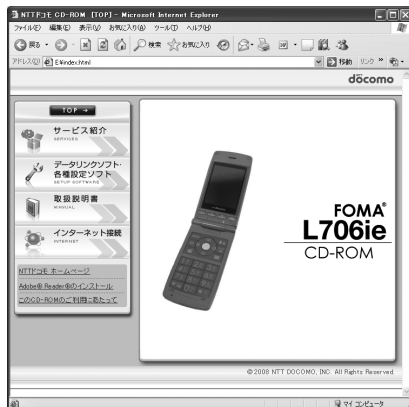 NTTドコモ CD-ROM [TOP] - Microsoft Internet Explorer
ファイル(F) 編集(E) 表示(V) お気に入り(A) ツール(T) ヘルプ(H)
戻る 検索 お気に入り
アドレス(D) E:¥index.html 移動 リンク
döcomo
TOP →
サービス紹介
SERVICES
データリンクソフト・
各種設定ソフト
SETUP SOFTWARE
取扱説明書
MANUAL
インターネット接続
INTERNET
NTTドコモ ホームページ
Adobe® Reader®のインストール
このCD-ROMのご利用にあたって
FOMA®
L706ie
CD-ROM
© 2008 NTT DOCOMO, INC. All Rights Reserved.
マイ コンピュータ